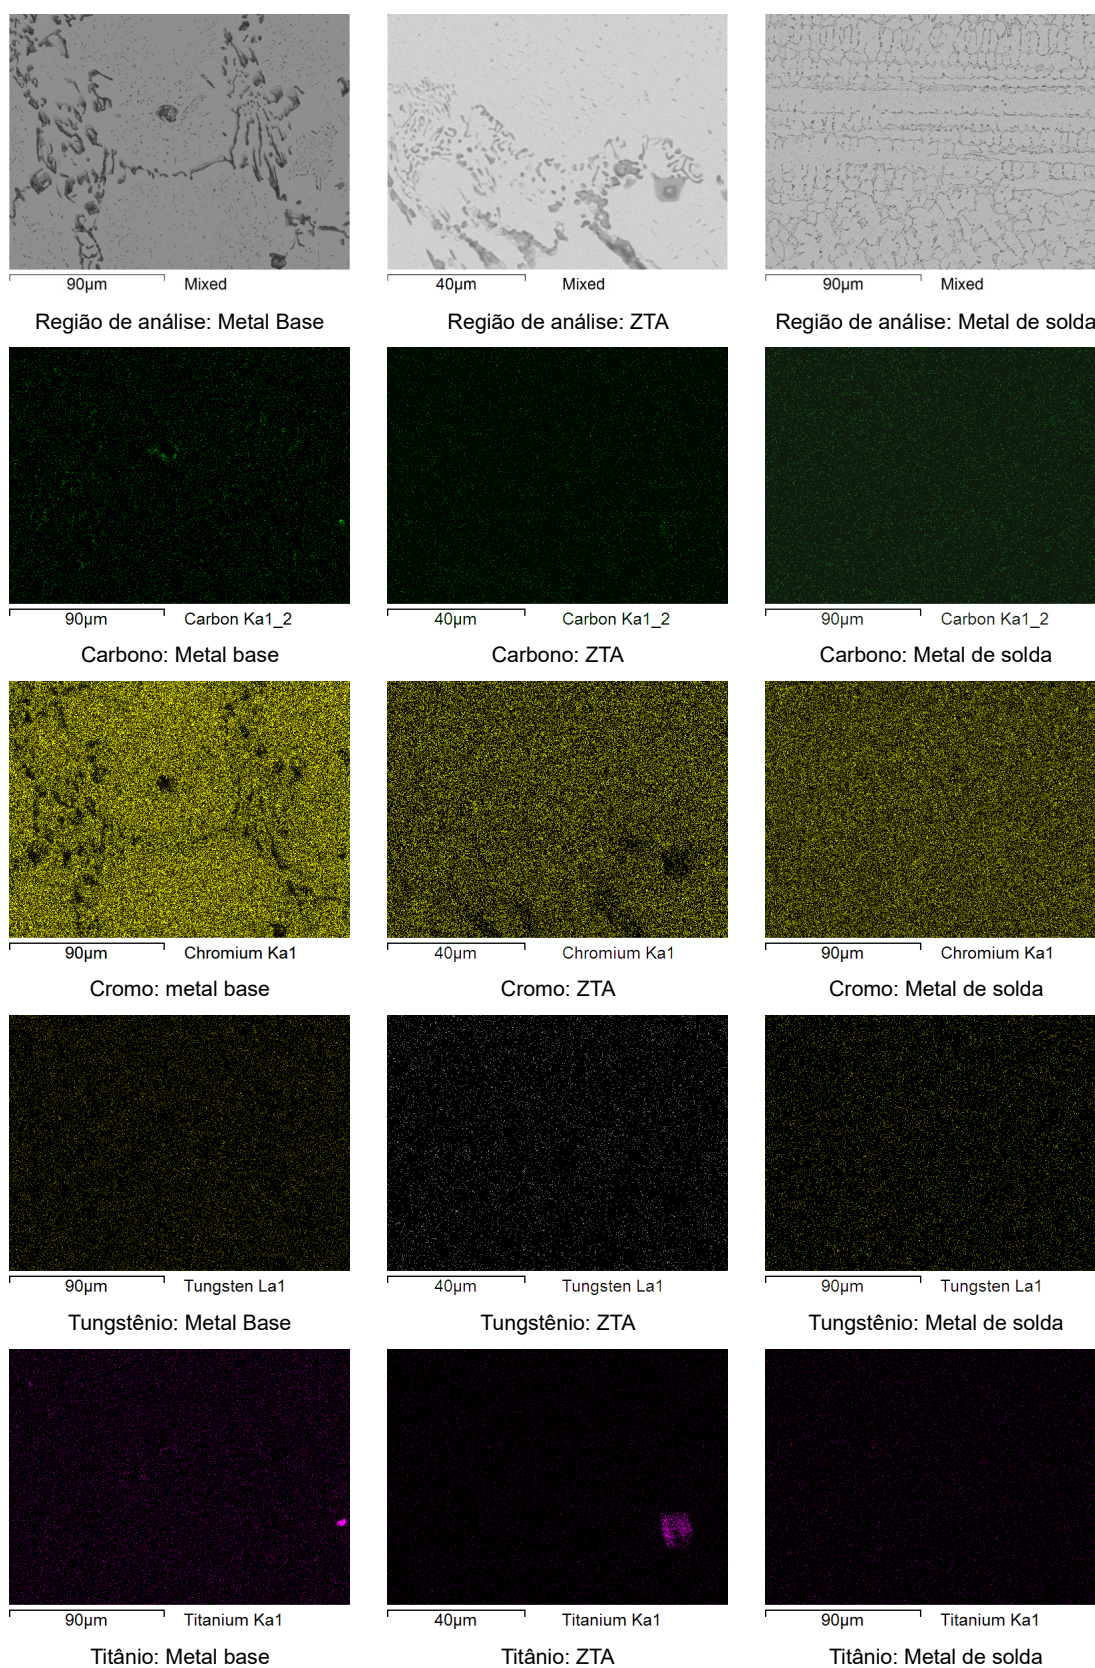 90µm Mixed 40µm Mixed 90µm Mixed
Região de análise: Metal Base Região de análise: ZTA Região de análise: Metal de solda
90µm Carbon Ka1_2 40µm Carbon Ka1_2 90µm Carbon Ka1_2
Carbono: Metal base Carbono: ZTA Carbono: Metal de solda
90µm Chromium Ka1 40µm Chromium Ka1 90µm Chromium Ka1
Cromo: metal base Cromo: ZTA Cromo: Metal de solda
90µm Tungsten La1 40µm Tungsten La1 90µm Tungsten La1
Tungstênio: Metal Base Tungstênio: ZTA Tungstênio: Metal de solda
90µm Titanium Ka1 40µm Titanium Ka1 90µm Titanium Ka1
Titânio: Metal base Titânio: ZTA Titânio: Metal de solda